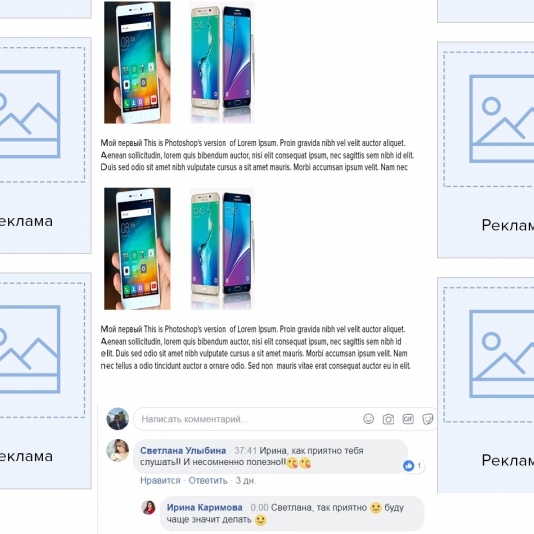 Мой первый This is Photoshop's version of Lorem Ipsum. Proin gravida nibh vel velit auctor aliquet.
Aenean sollicitudin, lorem quis bibendum auctor, nisi elit consequat ipsum, nec sagittis sem nibh id elit.
Duis sed odio sit amet nibh vulputate cursus a sit amet mauris. Morbi accumsan ipsum velit. Nam nec
еклама
Реклам
Мой первый This is Photoshop's version of Lorem Ipsum. Proin gravida nibh vel velit auctor aliquet.
Aenean sollicitudin, lorem quis bibendum auctor, nisi elit consequat ipsum, nec sagittis sem nibh id
elit. Duis sed odio sit amet nibh vulputate cursus a sit amet mauris. Morbi accumsan ipsum velit. Nam
nec tellus a odio tincidunt auctor a ornare odio. Sed non mauris vitae erat consequat auctor eu in elit.
еклама
Реклам
Написать комментарий...
GIF
Светлана Улыбина · 37:41 Ирина, как приятно тебя
слушать!! И несомненно полезно!!😘😘
1
Нравится · Ответить · 3 дн.
Ирина Каримова · 0:00 Светлана, так приятно 🙂 буду
чаще значит делать 🙂